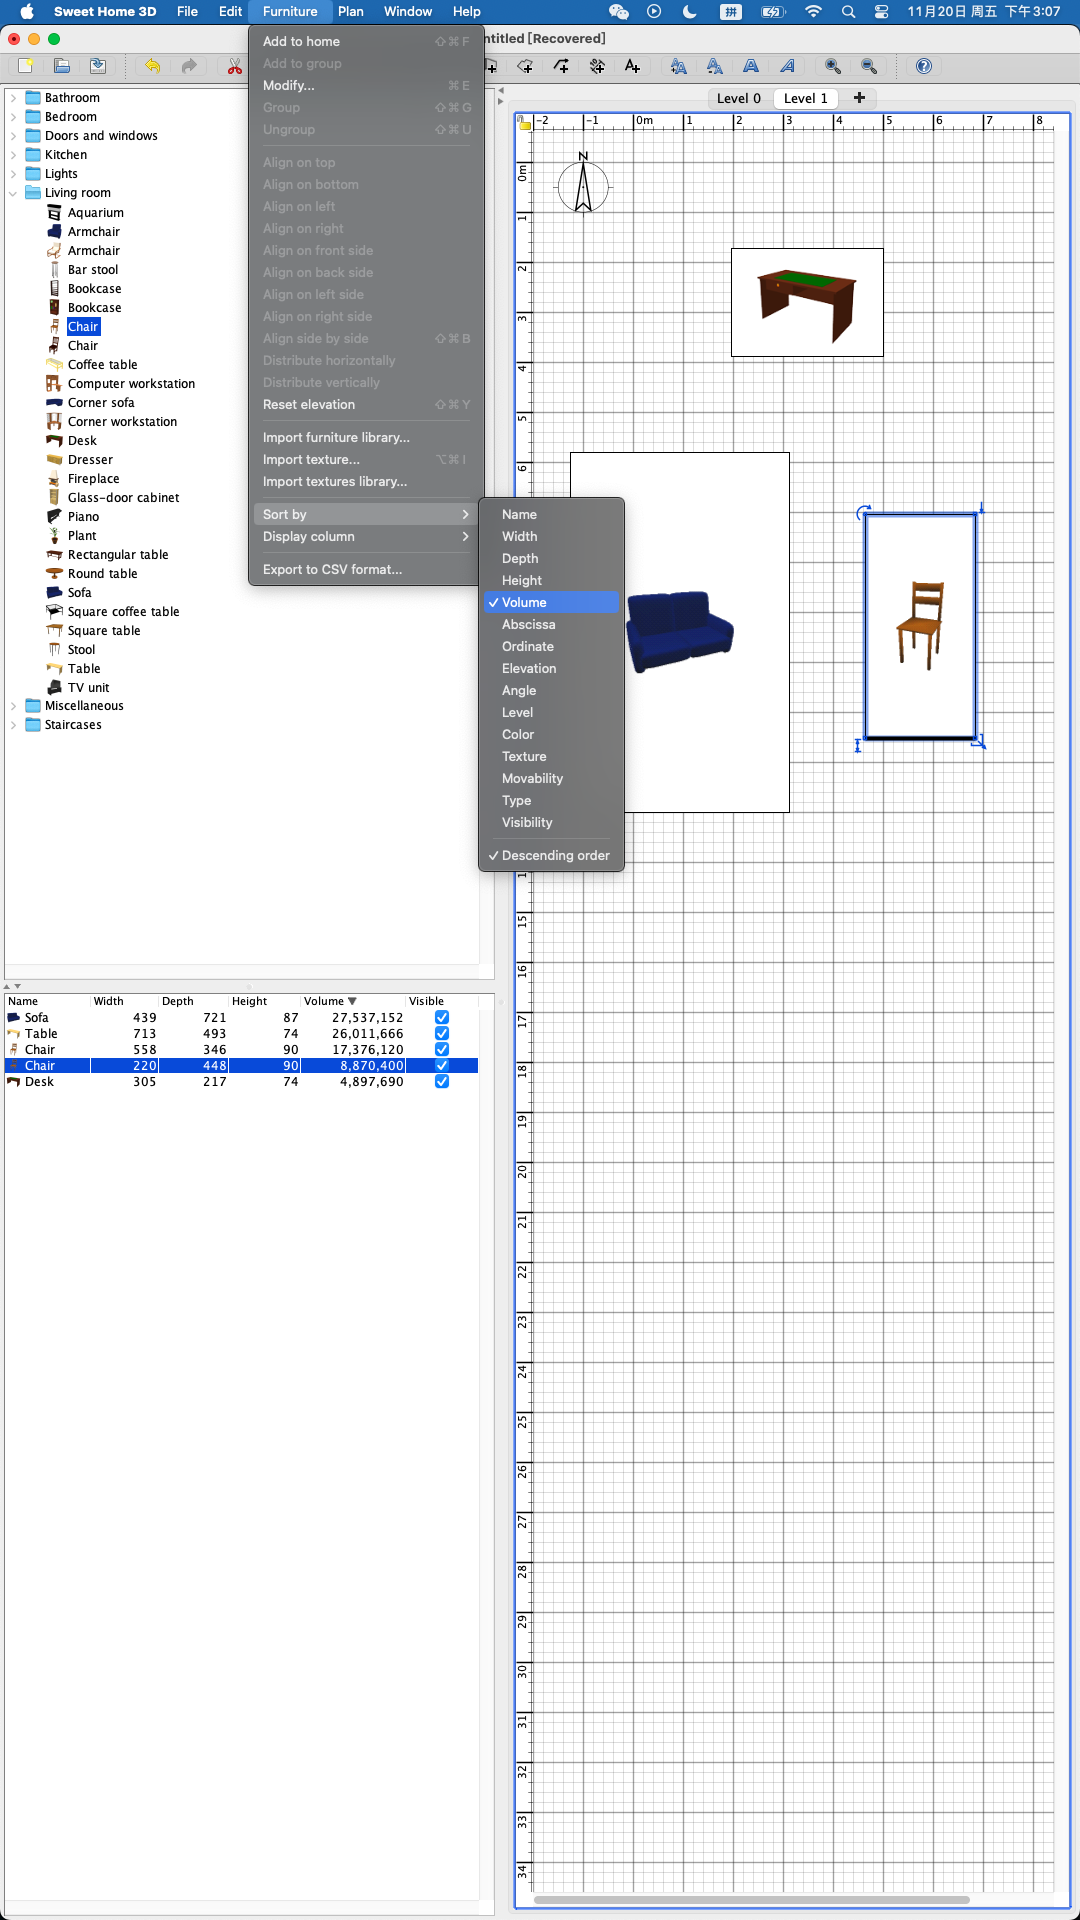 Sweet Home 3D File Edit Furniture Plan Window Help 拼 11月20日 周五 下午3:07
ntitled [Recovered]
Add to home ⇧⌘F
Add to group
Modify... ⌘E
Group ⇧⌘G
Ungroup ⇧⌘U
Align on top
Align on bottom
Align on left
Align on right
Align on front side
Align on back side
Align on left side
Align on right side
Align side by side ⇧⌘B
Distribute horizontally
Distribute vertically
Reset elevation ⇧⌘Y
Import furniture library...
Import texture... ⌥⌘I
Import textures library...
Sort by
Display column
Export to CSV format...
Name
Width
Depth
Height
✓ Volume
Abscissa
Ordinate
Elevation
Angle
Level
Color
Texture
Movability
Type
Visibility
✓ Descending order
Bathroom
Bedroom
Doors and windows
Kitchen
Lights
Living room
Aquarium
Armchair
Armchair
Bar stool
Bookcase
Bookcase
Chair
Chair
Coffee table
Computer workstation
Corner sofa
Corner workstation
Desk
Dresser
Fireplace
Glass-door cabinet
Piano
Plant
Rectangular table
Round table
Sofa
Square coffee table
Square table
Stool
Table
TV unit
Miscellaneous
Staircases
Name Width Depth Height Volume ▼ Visible
Sofa 439 721 87 27,537,152
Table 713 493 74 26,011,666
Chair 558 346 90 17,376,120
Chair 220 448 90 8,870,400
Desk 305 217 74 4,897,690
Level 0 Level 1 +
-2 -1 0m 1 2 3 4 5 6 7 8
N
0m
1
2
3
4
5
6
1
15
16
17
18
19
20
21
22
23
24
25
26
27
28
29
30
31
32
33
34